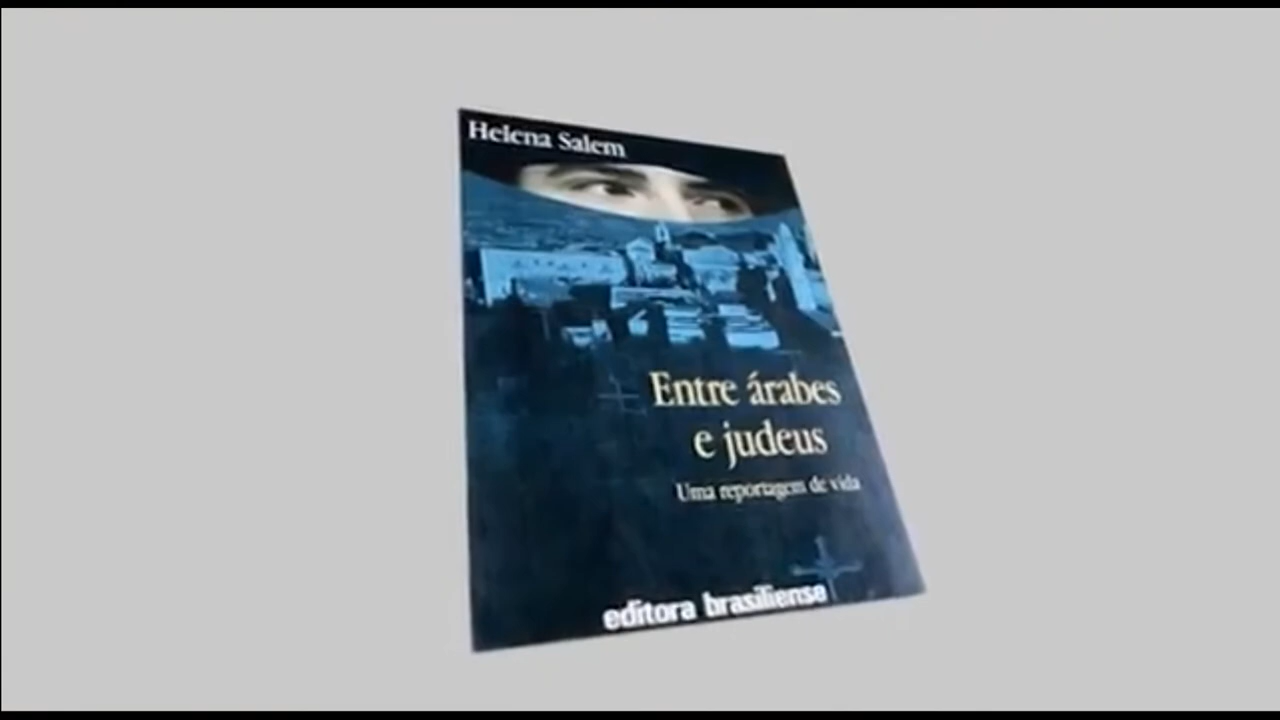 Helena Salem
Entre árabes
e judeus
Uma reportagem de vida
editora brasiliense